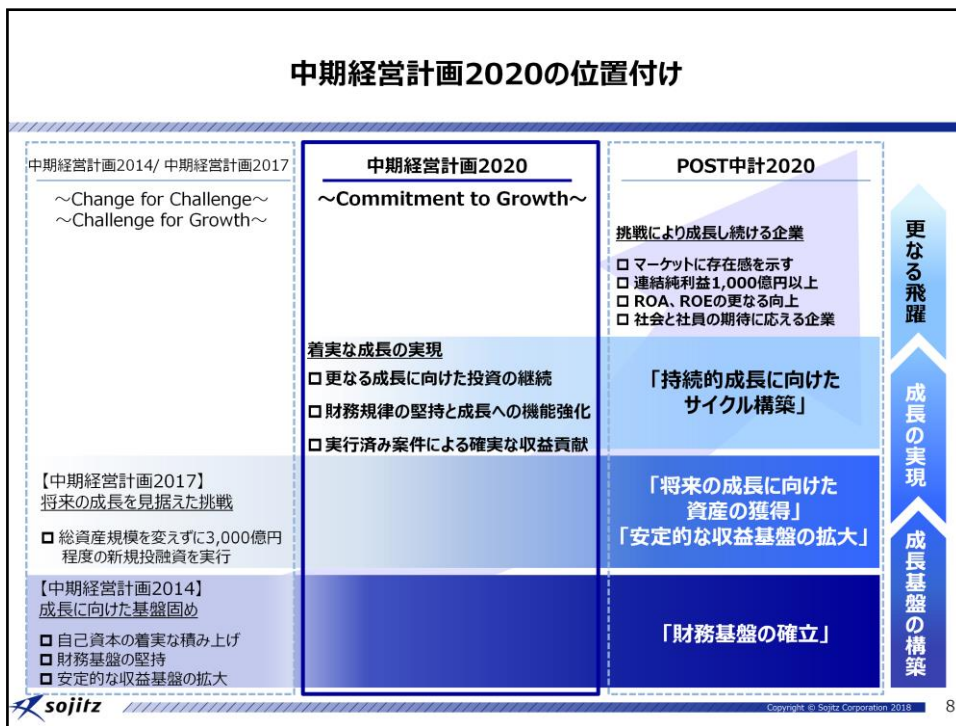 中期経営計画2020の位置付け
中期経営計画2014/ 中期経営計画2017
～Change for Challenge～
～Challenge for Growth～
【中期経営計画2017】
将来の成長を見据えた挑戦
総資産規模を変えずに3,000億円
程度の新規投融資を実行
【中期経営計画2014】
成長に向けた基盤固め
自己資本の着実な積み上げ
財務基盤の堅持
安定的な収益基盤の拡大
中期経営計画2020
～Commitment to Growth～
着実な成長の実現
更なる成長に向けた投資の継続
財務規律の堅持と成長への機能強化
実行済み案件による確実な収益貢献
POST中計2020
挑戦により成長し続ける企業
マーケットに存在感を示す
連結純利益1,000億円以上
ROA、ROEの更なる向上
社会と社員の期待に応える企業
「持続的成長に向けた
サイクル構築」
「将来の成長に向けた
資産の獲得」
「安定的な収益基盤の拡大」
「財務基盤の確立」
更なる飛躍
成長の実現
成長基盤の構築
sojitz
Copyright © Sojitz Corporation 2018
8